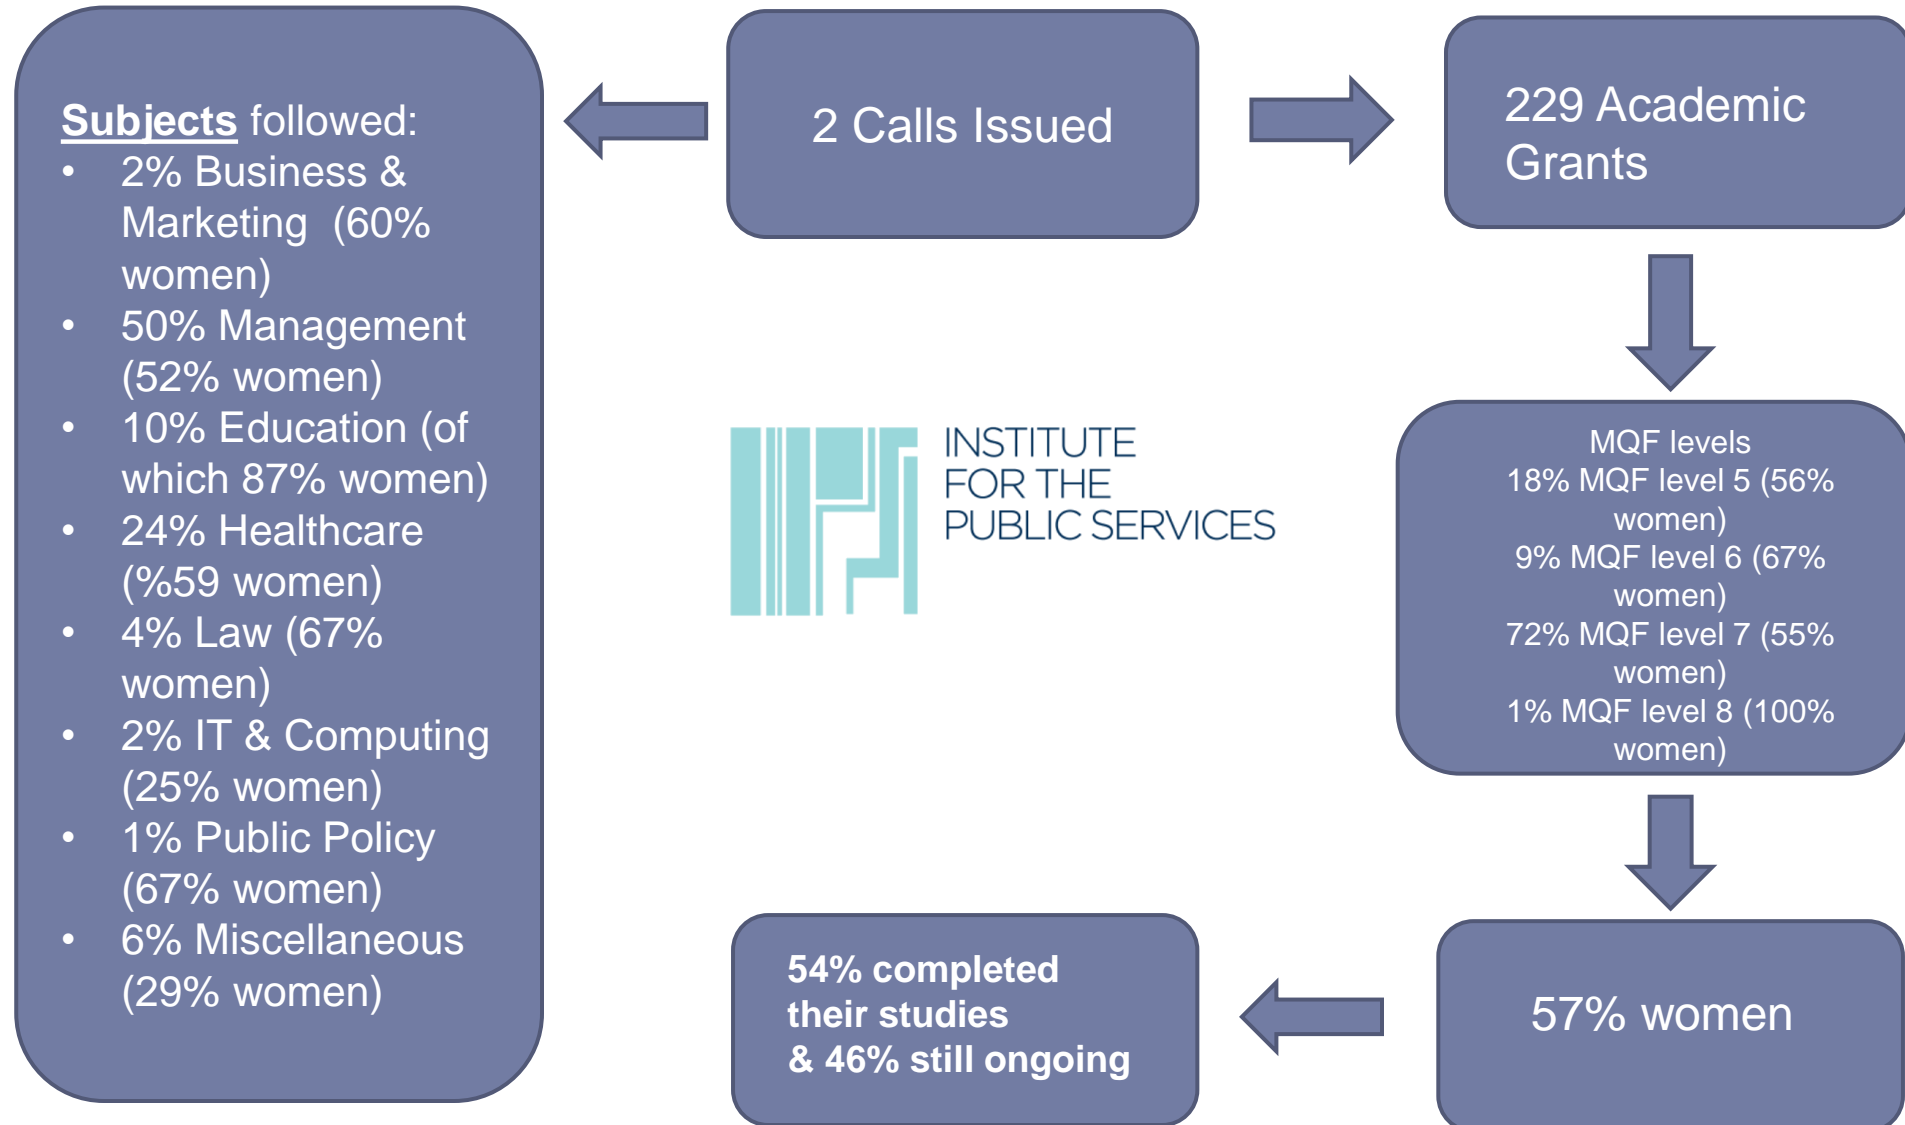 Subjects followed:
• 2% Business &
Marketing (60%
women)
• 50% Management
(52% women)
• 10% Education (of
which 87% women)
• 24% Healthcare
(%59 women)
• 4% Law (67%
women)
• 2% IT & Computing
(25% women)
• 1% Public Policy
(67% women)
• 6% Miscellaneous
(29% women)
2 Calls Issued
229 Academic
Grants
INSTITUTE
FOR THE
PUBLIC SERVICES
MQF levels
18% MQF level 5 (56%
women)
9% MQF level 6 (67%
women)
72% MQF level 7 (55%
women)
1% MQF level 8 (100%
women)
57% women
54% completed
their studies
& 46% still ongoing